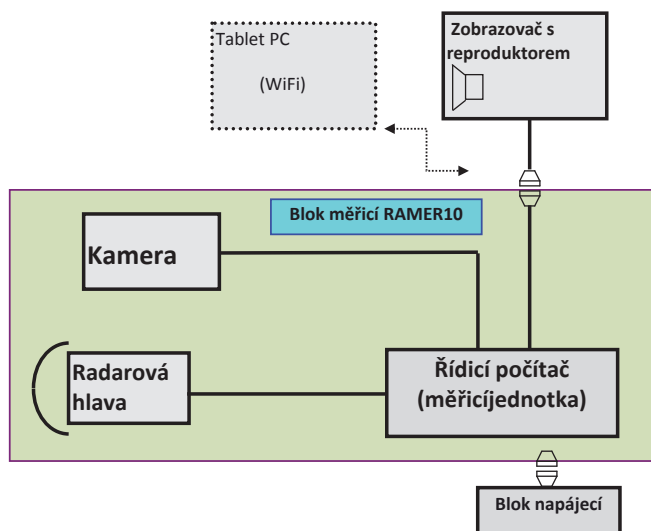 Tablet PC
(WiFi)
Zobrazovač s
reproduktorem
Blok měřicí RAMER10
Kamera
Radarová
hlava
Řídicí počítač
(měřicíjednotka)
Blok napájecí